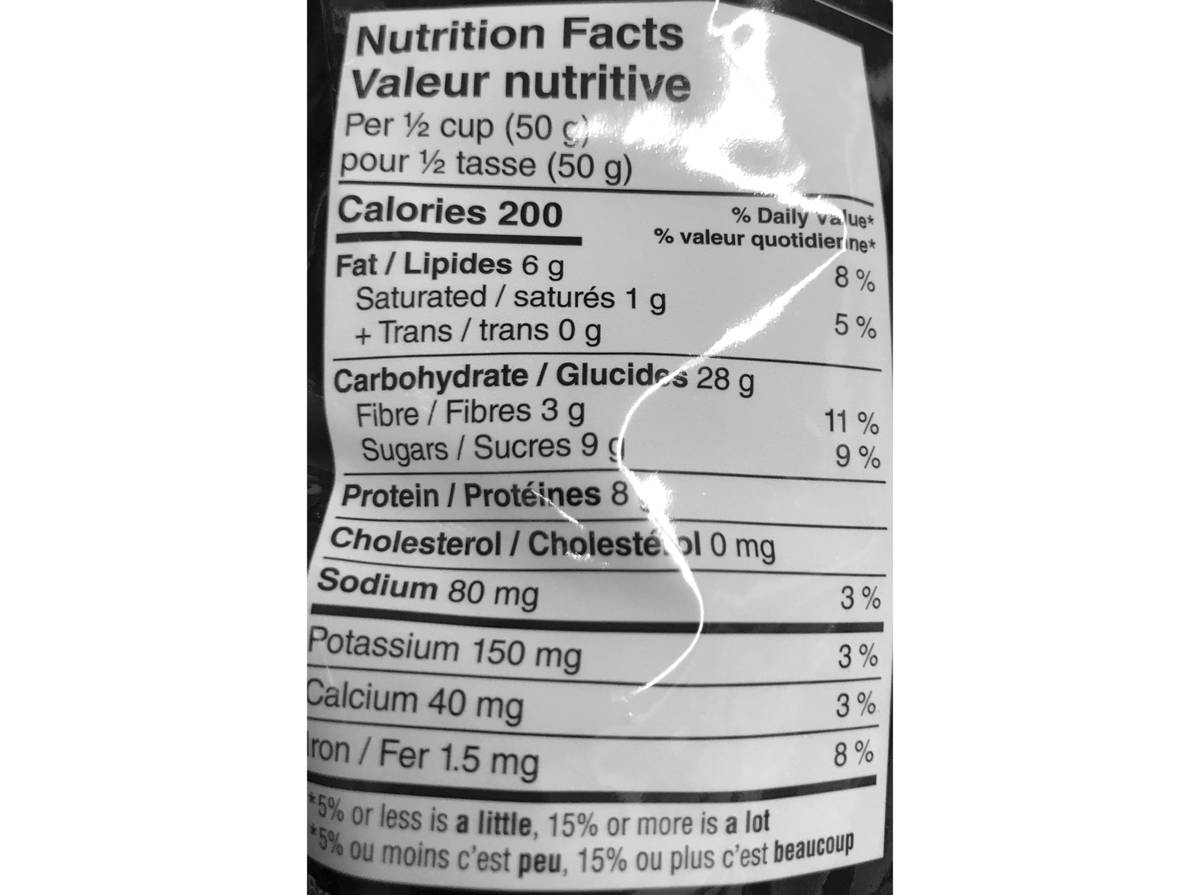 Nutrition Facts
Valeur nutritive
Per ½ cup (50 g)
pour ½ tasse (50 g)
Calories 200
% Daily Value*
% valeur quotidienne*
Fat / Lipides 6 g 8 %
Saturated / saturés 1 g
+ Trans / trans 0 g 5 %
Carbohydrate / Glucides 28 g
Fibre / Fibres 3 g 11 %
Sugars / Sucres 9 g 9 %
Protein / Protéines 8
Cholesterol / Cholestérol 0 mg
Sodium 80 mg 3 %
Potassium 150 mg 3 %
Calcium 40 mg 3 %
Iron / Fer 1.5 mg 8 %
*5% or less is a little, 15% or more is a lot
*5% ou moins c'est peu, 15% ou plus c'est beaucoup